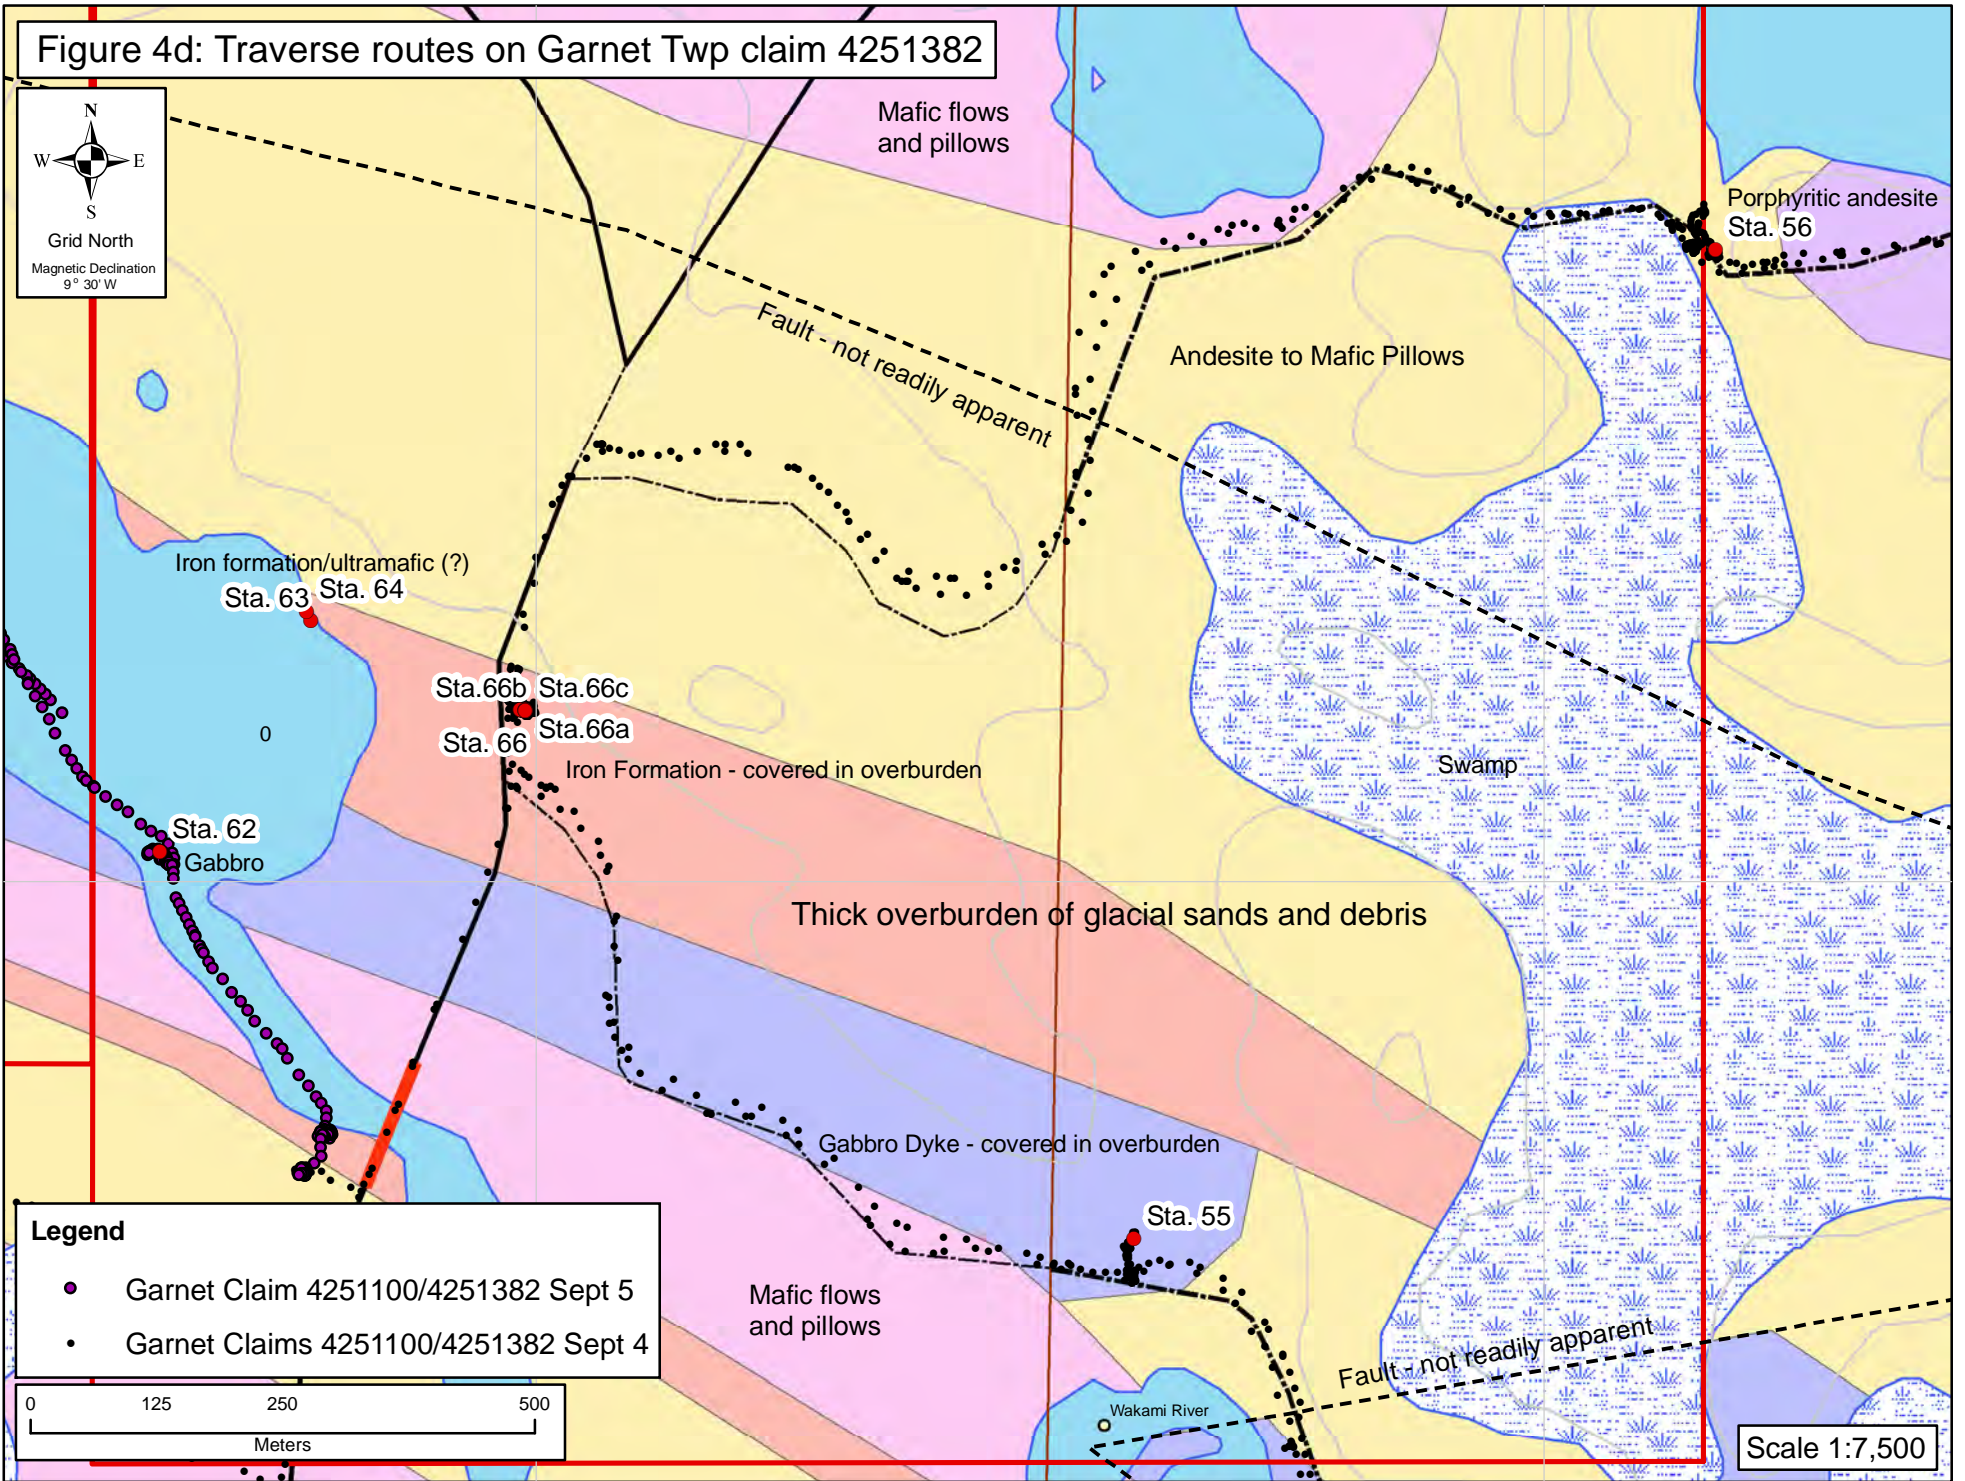 Figure 4d: Traverse routes on Garnet Twp claim 4251382
N
W E
S
Grid North
Magnetic Declination
9° 30' W
Mafic flows
and pillows
Porphyritic andesite
Sta. 56
Fault - not readily apparent
Andesite to Mafic Pillows
Iron formation/ultramafic (?)
Sta. 63 Sta. 64
Sta.66b Sta.66c
Sta. 66 Sta.66a
0
Iron Formation - covered in overburden
Swamp
Sta. 62
Gabbro
Thick overburden of glacial sands and debris
Gabbro Dyke - covered in overburden
Sta. 55
Mafic flows
and pillows
Fault - not readily apparent
Wakami River
Legend
Garnet Claim 4251100/4251382 Sept 5
Garnet Claims 4251100/4251382 Sept 4
0 125 250 500
Meters
Scale 1:7,500